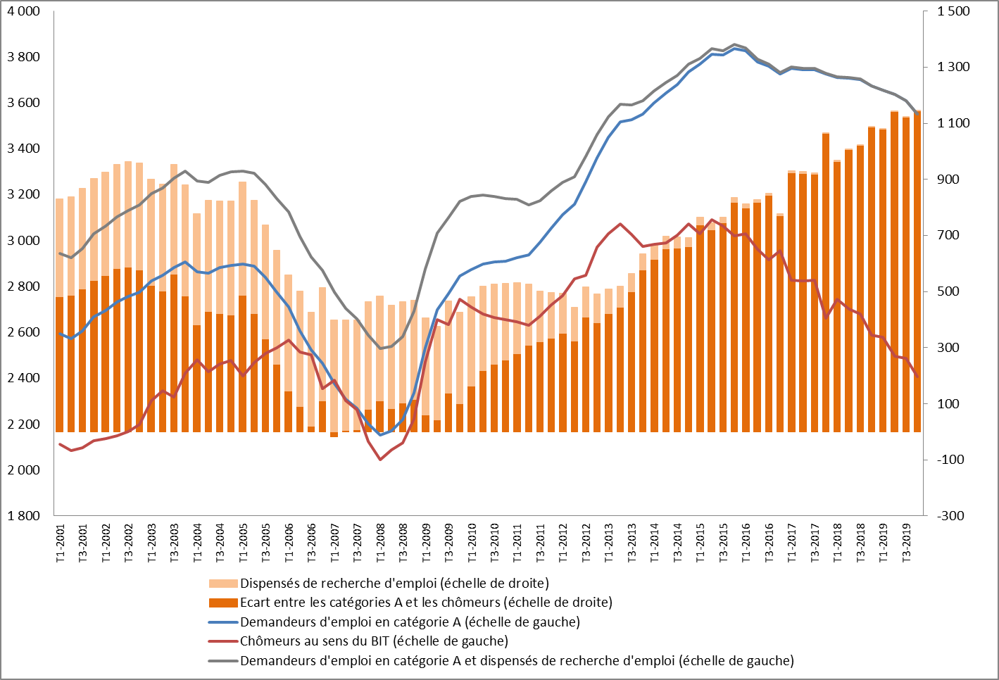 4 000
3 800
3 600
3 400
3 200
3 000
2 800
2 600
2 400
2 200
2 000
1 800
1 500
1 300
1 100
900
700
500
300
100
-100
-300
T1-2001
T3-2001
T1-2002
T3-2002
T1-2003
T3-2003
T1-2004
T3-2004
T1-2005
T3-2005
T1-2006
T3-2006
T1-2007
T3-2007
T1-2008
T3-2008
T1-2009
T3-2009
T1-2010
T3-2010
T1-2011
T3-2011
T1-2012
T3-2012
T1-2013
T3-2013
T1-2014
T3-2014
T1-2015
T3-2015
T1-2016
T3-2016
T1-2017
T3-2017
T1-2018
T3-2018
T1-2019
T3-2019
Dispensés de recherche d'emploi (échelle de droite)
Ecart entre les catégories A et les chômeurs (échelle de droite)
Demandeurs d'emploi en catégorie A (échelle de gauche)
Chômeurs au sens du BIT (échelle de gauche)
Demandeurs d'emploi en catégorie A et dispensés de recherche d'emploi (échelle de gauche)